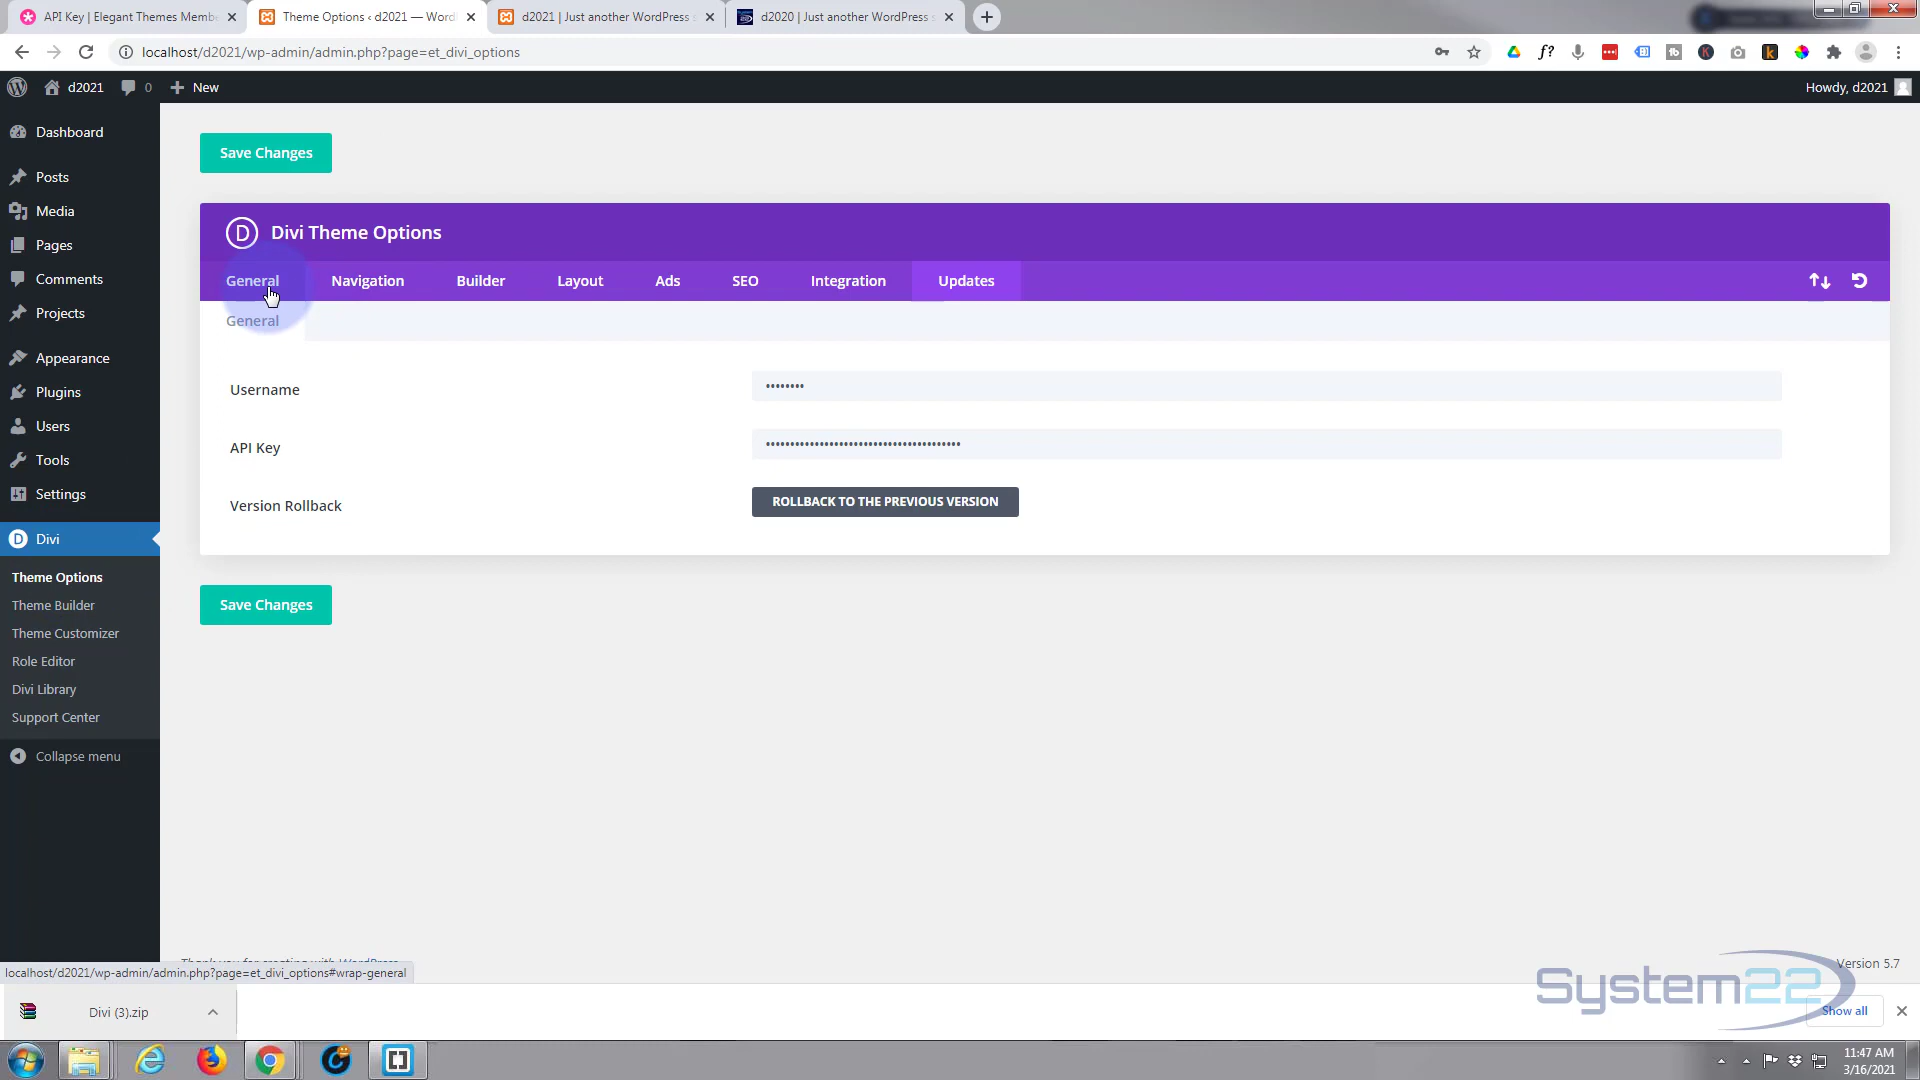 API Key | Elegant Themes Membe
Theme Options ‹ d2021 — Word
d2021 | Just another WordPress s
d2020 | Just another WordPress s
localhost/d2021/wp-admin/admin.php?page=et_divi_options
d2021
0
New
Howdy, d2021
Dashboard
Posts
Media
Pages
Comments
Projects
Appearance
Plugins
Users
Tools
Settings
Divi
Theme Options
Theme Builder
Theme Customizer
Role Editor
Divi Library
Support Center
Collapse menu
Save Changes
Divi Theme Options
General Navigation Builder Layout Ads SEO Integration Updates
General
Username
API Key
Version Rollback
ROLLBACK TO THE PREVIOUS VERSION
Save Changes
Version 5.7
localhost/d2021/wp-admin/admin.php?page=et_divi_options#wrap-general
System22
Divi (3).zip
Show all
11:47 AM
3/16/2021